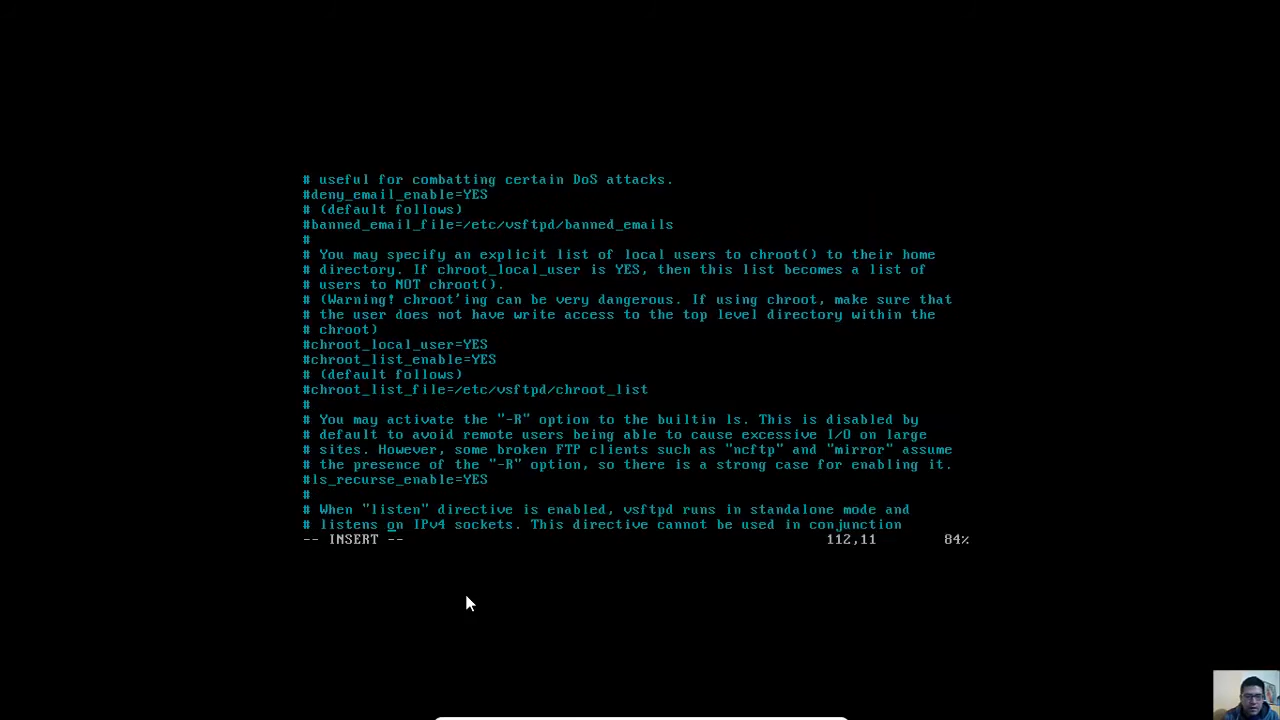 # useful for combatting certain DoS attacks.
#deny_email_enable=YES
# (default follows)
#banned_email_file=/etc/vsftpd/banned_emails
#
# You may specify an explicit list of local users to chroot() to their home
# directory. If chroot_local_user is YES, then this list becomes a list of
# users to NOT chroot().
# (Warning! chroot'ing can be very dangerous. If using chroot, make sure that
# the user does not have write access to the top level directory within the
# chroot)
#chroot_local_user=YES
#chroot_list_enable=YES
# (default follows)
#chroot_list_file=/etc/vsftpd/chroot_list
#
# You may activate the "-R" option to the builtin ls. This is disabled by
# default to avoid remote users being able to cause excessive I/O on large
# sites. However, some broken FTP clients such as "ncftp" and "mirror" assume
# the presence of the "-R" option, so there is a strong case for enabling it.
#ls_recurse_enable=YES
#
# When "listen" directive is enabled, vsftpd runs in standalone mode and
# listens on IPv4 sockets. This directive cannot be used in conjunction
-- INSERT -- 112,11 84%